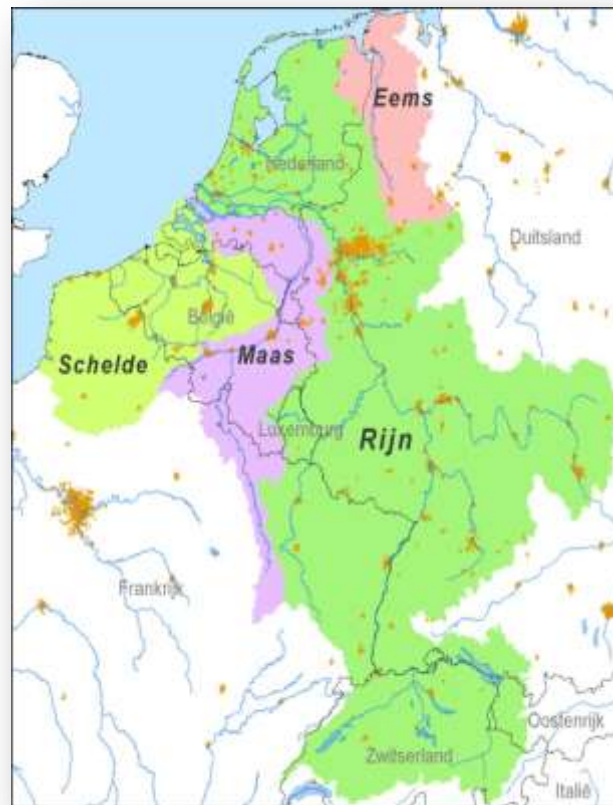 Eems
Nederland
Duitsland
België
Schelde
Maas
Luxemburg
Rijn
Frankrijk
Oostenrijk
Zwitserland
Italië